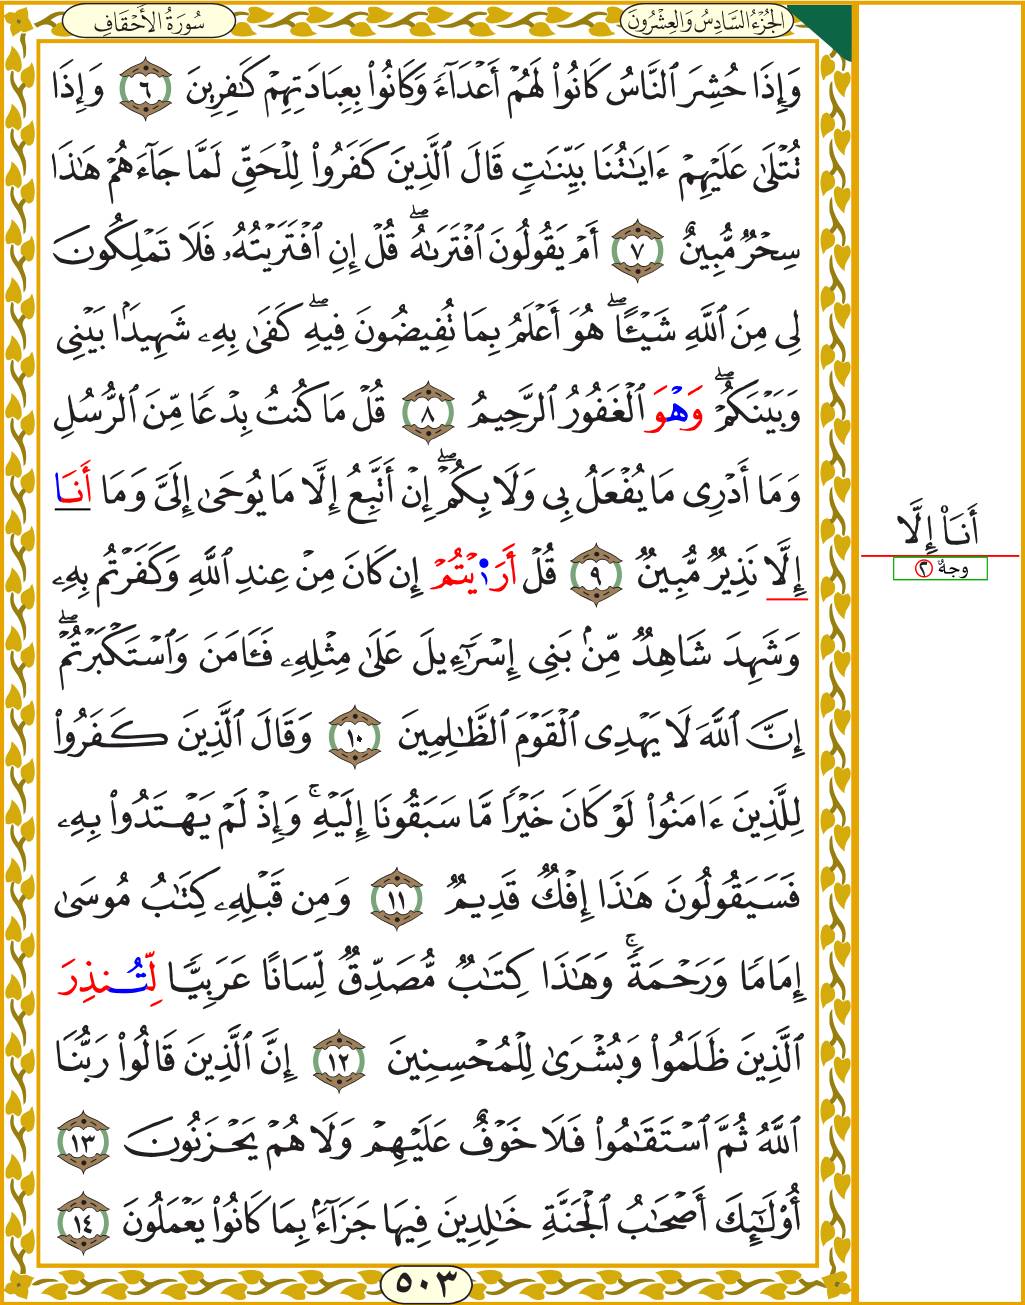 سُورَةُ الأَحْقَافِ
الجُزْءُ السَّادِسُ وَالعِشْرُونَ
وَإِذَا حُشِرَ ٱلنَّاسُ كَانُوا۟ لَهُمْ أَعْدَآءً وَكَانُوا۟ بِعِبَادَتِهِمْ كَٰفِرِينَ ٦ وَإِذَا
تُتْلَىٰ عَلَيْهِمْ ءَايَٰتُنَا بَيِّنَٰتٍ قَالَ ٱلَّذِينَ كَفَرُوا۟ لِلْحَقِّ لَمَّا جَآءَهُمْ هَٰذَا
سِحْرٌ مُّبِينٌ ٧ أَمْ يَقُولُونَ ٱفْتَرَىٰهُ ۖ قُلْ إِنِ ٱفْتَرَيْتُهُۥ فَلَا تَمْلِكُونَ
لِى مِنَ ٱللَّهِ شَيْـًٔا ۖ هُوَ أَعْلَمُ بِمَا تُفِيضُونَ فِيهِ ۖ كَفَىٰ بِهِۦ شَهِيدًۢا بَيْنِى
وَبَيْنَكُمْ ۖ وَهْوَ ٱلْغَفُورُ ٱلرَّحِيمُ ٨ قُلْ مَا كُنتُ بِدْعًا مِّنَ ٱلرُّسُلِ
وَمَآ أَدْرِى مَا يُفْعَلُ بِى وَلَا بِكُمْ ۖ إِنْ أَتَّبِعُ إِلَّا مَا يُوحَىٰ إِلَىَّ وَمَا أَنَا
إِلَّا نَذِيرٌ مُّبِينٌ ٩ قُلْ أَرَا۬يْتُمْ إِن كَانَ مِنْ عِندِ ٱللَّهِ وَكَفَرْتُم بِهِۦ
وَشَهِدَ شَاهِدٌ مِّنۢ بَنِى إِسْرَٰٓءِيلَ عَلَىٰ مِثْلِهِۦ فَـَٔامَنَ وَٱسْتَكْبَرْتُمْ ۖ
إِنَّ ٱللَّهَ لَا يَهْدِى ٱلْقَوْمَ ٱلظَّٰلِمِينَ ١٠ وَقَالَ ٱلَّذِينَ كَفَرُوا۟
لِلَّذِينَ ءَامَنُوا۟ لَوْ كَانَ خَيْرًا مَّا سَبَقُونَا إِلَيْهِ ۚ وَإِذْ لَمْ يَهْتَدُوا۟ بِهِۦ
فَسَيَقُولُونَ هَٰذَا إِفْكٌ قَدِيمٌ ١١ وَمِن قَبْلِهِۦ كِتَٰبُ مُوسَىٰ
إِمَامًا وَرَحْمَةً ۚ وَهَٰذَا كِتَٰبٌ مُّصَدِّقٌ لِّسَانًا عَرَبِيًّا لِّتُنذِرَ
ٱلَّذِينَ ظَلَمُوا۟ وَبُشْرَىٰ لِلْمُحْسِنِينَ ١٢ إِنَّ ٱلَّذِينَ قَالُوا۟ رَبُّنَا
ٱللَّهُ ثُمَّ ٱسْتَقَٰمُوا۟ فَلَا خَوْفٌ عَلَيْهِمْ وَلَا هُمْ يَحْزَنُونَ ١٣
أُو۟لَٰٓئِكَ أَصْحَٰبُ ٱلْجَنَّةِ خَٰلِدِينَ فِيهَا جَزَآءًۢ بِمَا كَانُوا۟ يَعْمَلُونَ ١٤
أَنَا۠ إِلَّا
وجهٌ ٢
٥٠٣